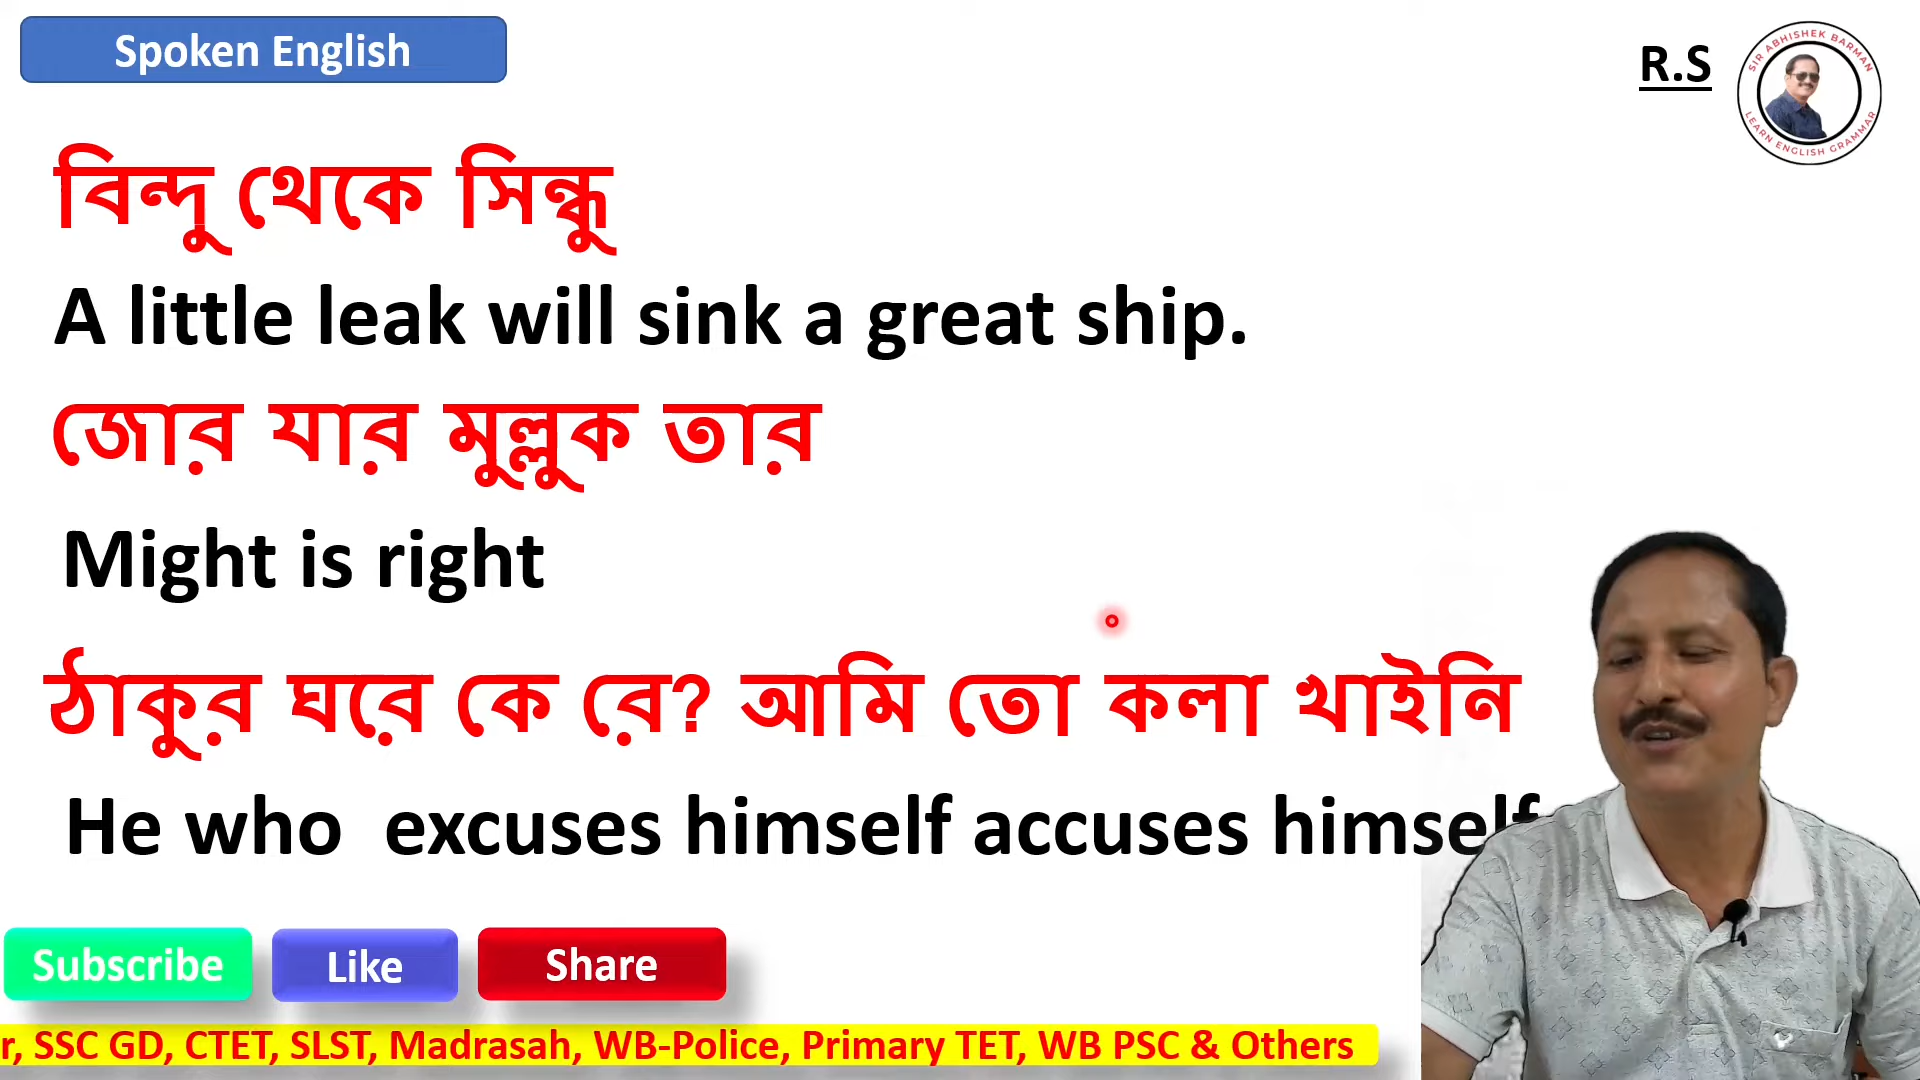 Spoken English
R.S
SIR ABHISHEK BARMAN
LEARN ENGLISH GRAMMAR
বিন্দু থেকে সিন্ধু
A little leak will sink a great ship.
জোর যার মুল্লুক তার
Might is right
ঠাকুর ঘরে কে রে? আমি তো কলা খাইনি
He who excuses himself accuses himself
Subscribe
Like
Share
r, SSC GD, CTET, SLST, Madrasah, WB-Police, Primary TET, WB PSC & Others